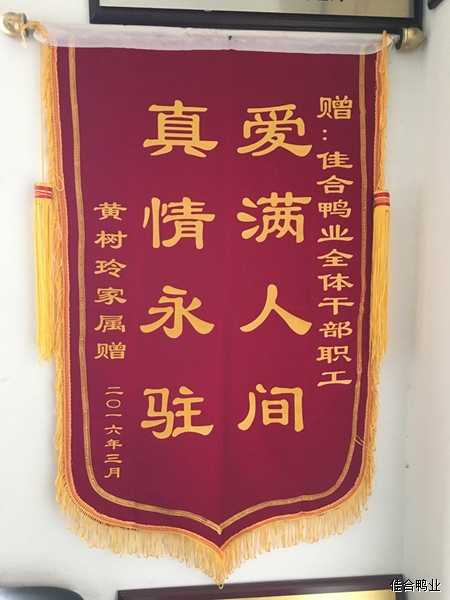 赠:佳合鸭业全体干部职工
爱满人间
真情永驻
黄树玲家属赠
二〇一六年三月
佳合鸭业